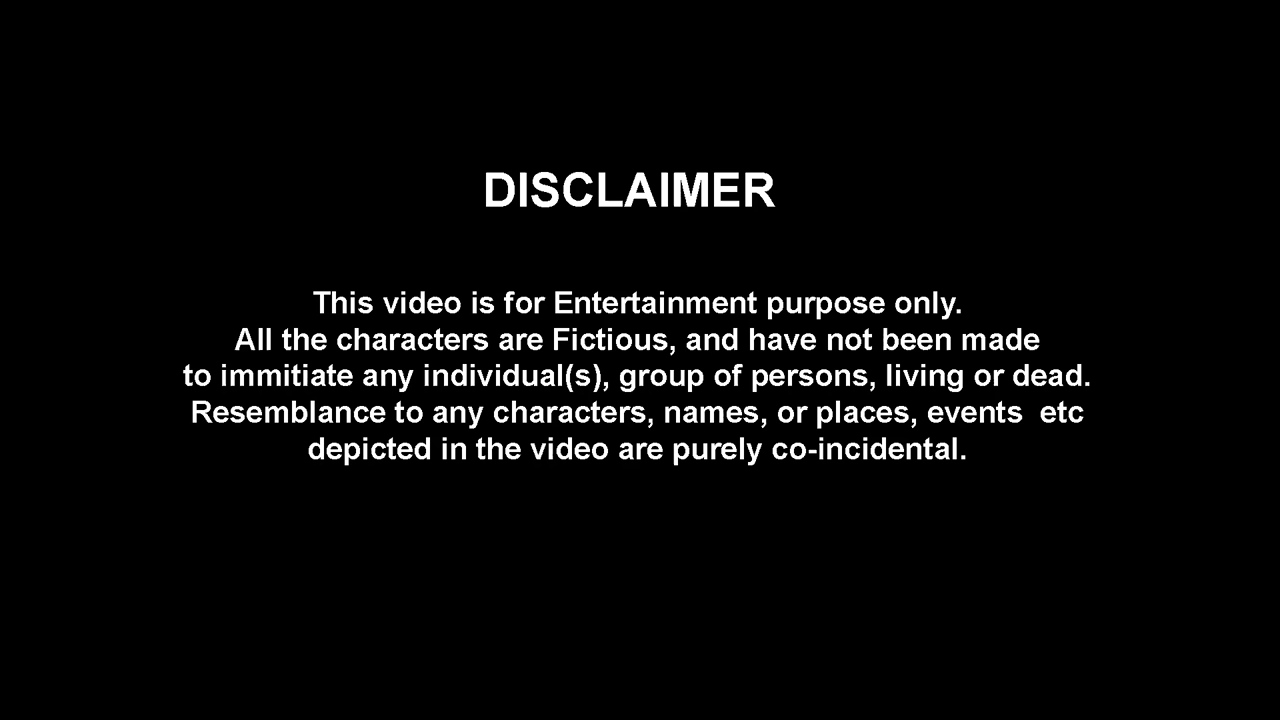 DISCLAIMER
This video is for Entertainment purpose only.
All the characters are Fictious, and have not been made
to immitiate any individual(s), group of persons, living or dead.
Resemblance to any characters, names, or places, events  etc
depicted in the video are purely co-incidental.